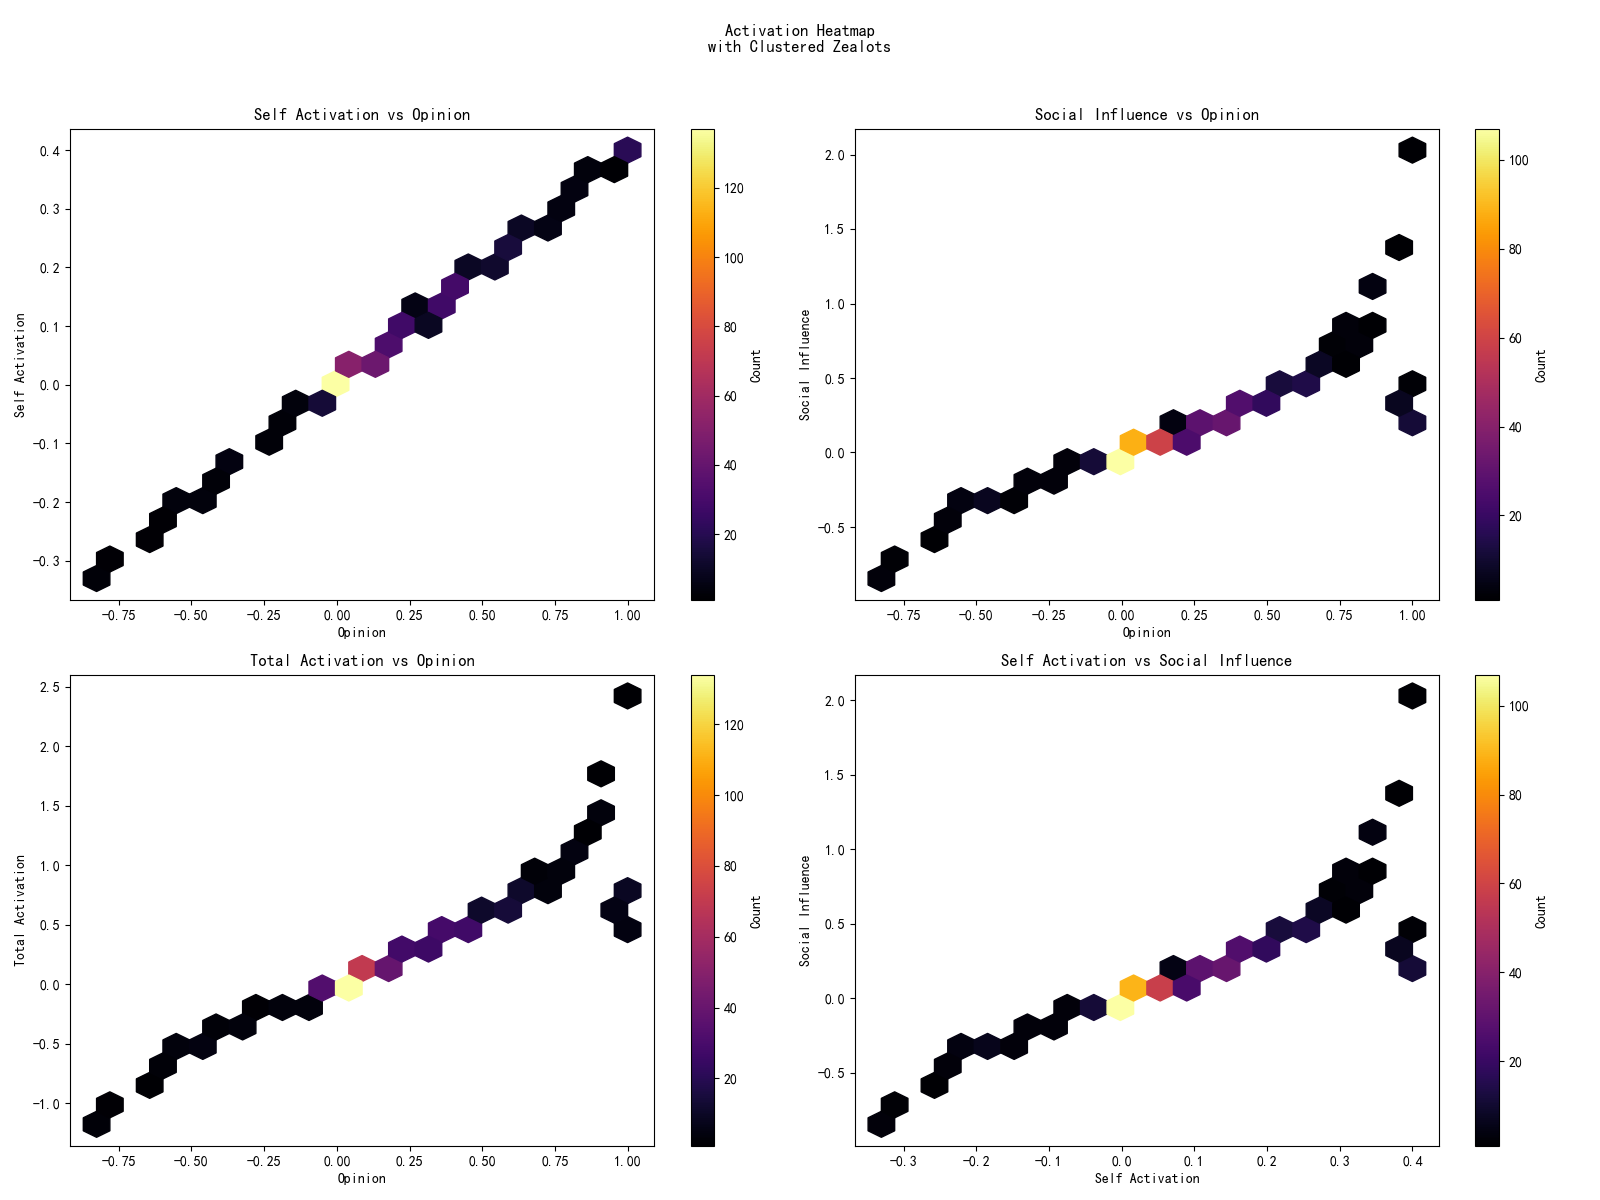 Activation Heatmap
with Clustered Zealots
Self Activation vs Opinion
Self Activation
0.4
0.3
0.2
0.1
0.0
−0.1
−0.2
−0.3
−0.75 −0.50 −0.25 0.00 0.25 0.50 0.75 1.00
Opinion
120
100
80
60
40
20
Count
Social Influence vs Opinion
Social Influence
2.0
1.5
1.0
0.5
0.0
−0.5
−0.75 −0.50 −0.25 0.00 0.25 0.50 0.75 1.00
Opinion
100
80
60
40
20
Count
Total Activation vs Opinion
Total Activation
2.5
2.0
1.5
1.0
0.5
0.0
−0.5
−1.0
−0.75 −0.50 −0.25 0.00 0.25 0.50 0.75 1.00
Opinion
120
100
80
60
40
20
Count
Self Activation vs Social Influence
Social Influence
2.0
1.5
1.0
0.5
0.0
−0.5
−0.3 −0.2 −0.1 0.0 0.1 0.2 0.3 0.4
Self Activation
100
80
60
40
20
Count